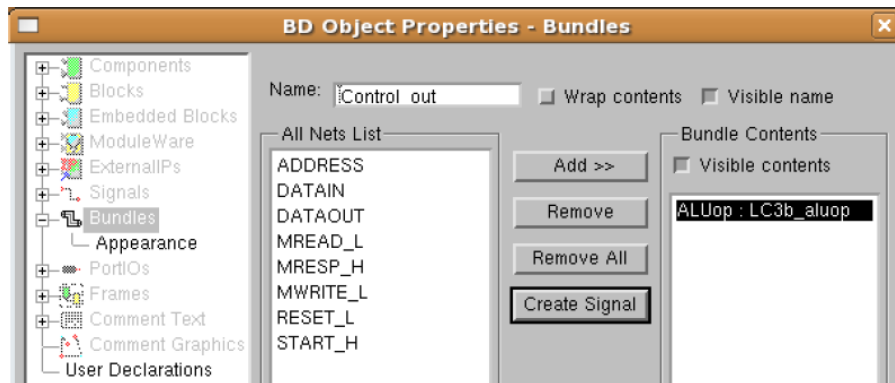 BD Object Properties - Bundles
Components
Blocks
Embedded Blocks
ModuleWare
ExternalIPs
Signals
Bundles
Appearance
PortIOs
Frames
Comment Text
Comment Graphics
User Declarations
Name: Control_out Wrap contents Visible name
All Nets List
ADDRESS
DATAIN
DATAOUT
MREAD_L
MRESP_H
MWRITE_L
RESET_L
START_H
Add >>
Remove
Remove All
Create Signal
Bundle Contents
Visible contents
ALUop : LC3b_aluop